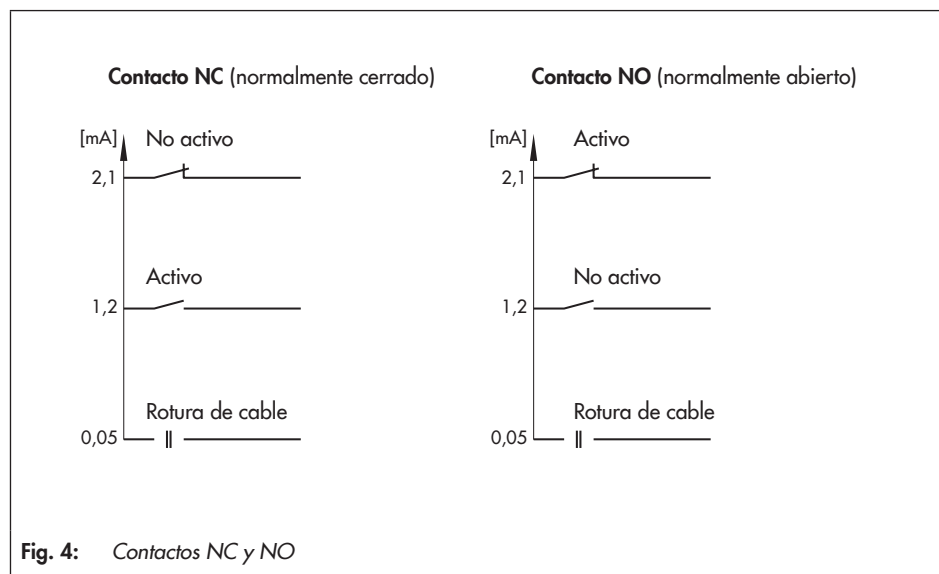 Contacto NC (normalmente cerrado)
[mA]
No activo
2,1
Activo
1,2
Rotura de cable
0,05
Contacto NO (normalmente abierto)
[mA]
Activo
2,1
No activo
1,2
Rotura de cable
0,05
Fig. 4: Contactos NC y NO